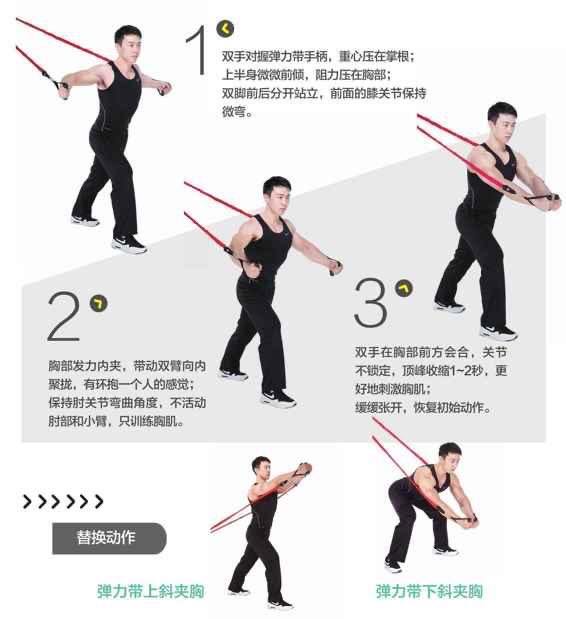 1
双手对握弹力带手柄，重心压在掌根；
上半身微微前倾，阻力压在胸部；
双脚前后分开站立，前面的膝关节保持
微弯。
2
胸部发力内夹，带动双臂向内
聚拢，有环抱一个人的感觉；
保持肘关节弯曲角度，不活动
肘部和小臂，只训练胸肌。
3
双手在胸部前方会合，关节
不锁定，顶峰收缩1~2秒，更
好地刺激胸肌；
缓缓张开，恢复初始动作。
替换动作
弹力带上斜夹胸
弹力带下斜夹胸